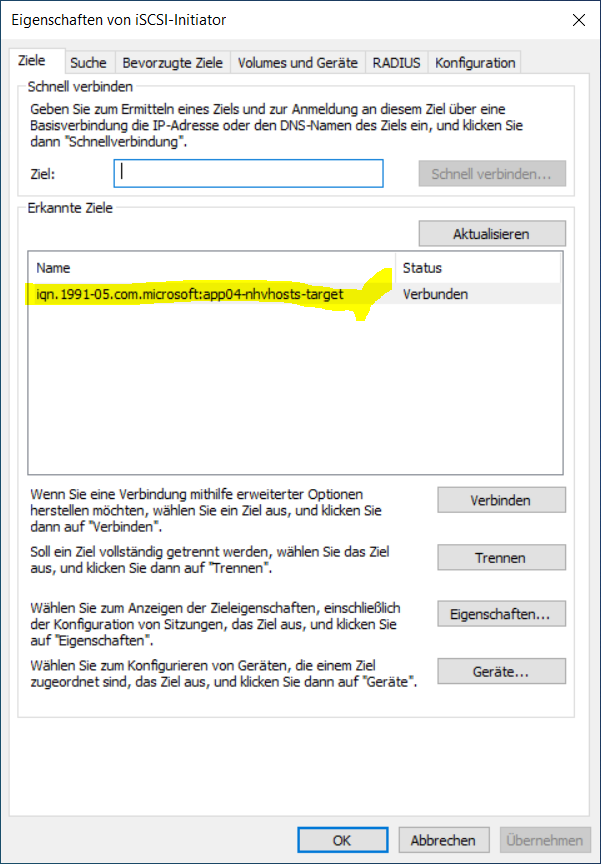 Eigenschaften von iSCSI-Initiator
Ziele Suche Bevorzugte Ziele Volumes und Geräte RADIUS Konfiguration
Schnell verbinden
Geben Sie zum Ermitteln eines Ziels und zur Anmeldung an diesem Ziel über eine
Basisverbindung die IP-Adresse oder den DNS-Namen des Ziels ein, und klicken Sie
dann "Schnellverbindung".
Ziel: Schnell verbinden...
Erkannte Ziele
Aktualisieren
Name Status
iqn.1991-05.com.microsoft:app04-nhvhosts-target Verbunden
Wenn Sie eine Verbindung mithilfe erweiterter Optionen
herstellen möchten, wählen Sie ein Ziel aus, und klicken Sie
dann auf "Verbinden".
Verbinden
Soll ein Ziel vollständig getrennt werden, wählen Sie das Ziel
aus, und klicken Sie dann auf "Trennen".
Trennen
Wählen Sie zum Anzeigen der Zieleigenschaften, einschließlich
der Konfiguration von Sitzungen, das Ziel aus, und klicken Sie
auf "Eigenschaften".
Eigenschaften...
Wählen Sie zum Konfigurieren von Geräten, die einem Ziel
zugeordnet sind, das Ziel aus, und klicken Sie dann auf "Geräte".
Geräte...
OK Abbrechen Übernehmen